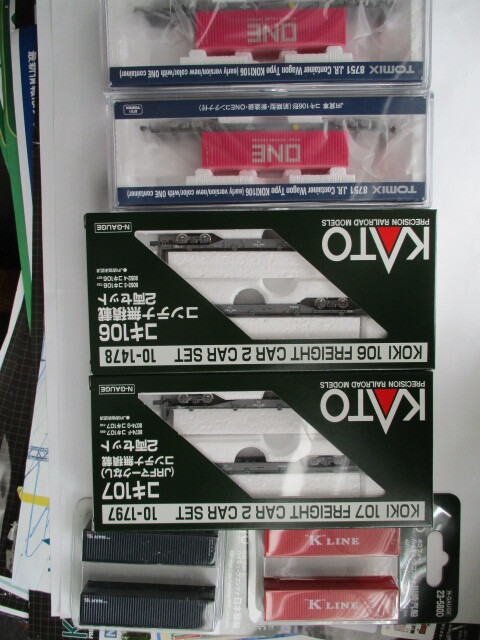 TOMIX
8751 J.R. Container Wagon Type KOKI106 (early version/new color/with ONE container)
ONE
TOMIX
8751 J.R. Container Wagon Type KOKI106 (early version/new color/with ONE container)
ONE
JR貨車 コキ106形(前期型・新塗装・ONEコンテナ付)
KATO
PRECISION RAILROAD MODELS
10-1478
KOKI 106 FREIGHT CAR 2 CAR SET
コキ106
コンテナ無積載
2両セット
N-GAUGE
KATO
PRECISION RAILROAD MODELS
10-1797
KOKI 107 FREIGHT CAR 2 CAR SET
コキ107
(JRFマークなし)
コンテナ無積載
2両セット
N-GAUGE
N-GAUGE
23-580D
K LINE
K LINE